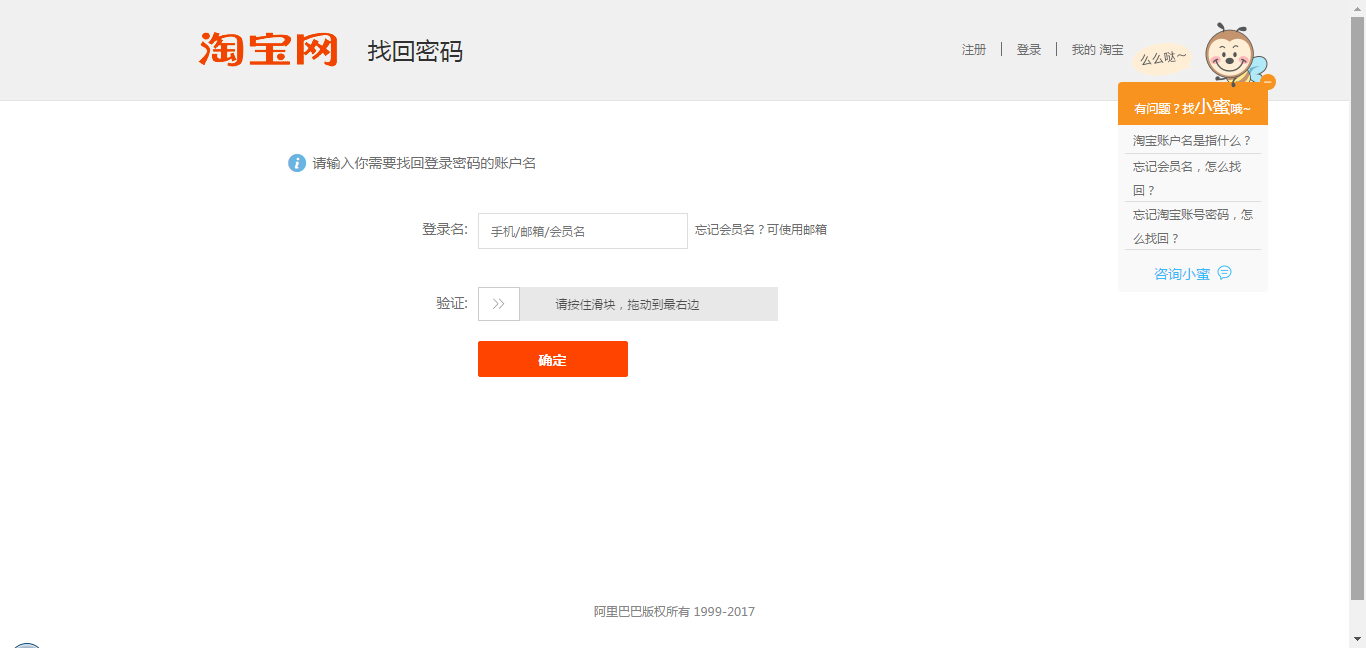 淘宝网 找回密码
注册 登录 我的 淘宝
么么哒～
有问题？找小蜜哦~
淘宝账户名是指什么？
忘记会员名，怎么找
回？
忘记淘宝账号密码，怎
么找回？
咨询小蜜
i 请输入你需要找回登录密码的账户名
登录名: 手机/邮箱/会员名 忘记会员名？可使用邮箱
验证: >> 请按住滑块，拖动到最右边
确定
阿里巴巴版权所有 1999-2017